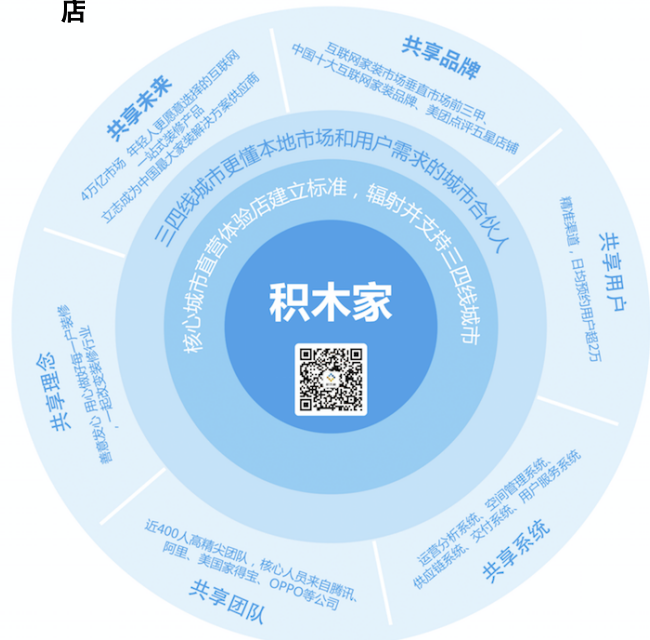 店
共享品牌
互联网家装市场垂直市场前三甲、
中国十大互联网家装品牌、美团点评五星店铺
共享用户
精准渠道，日均预约用户超2万
共享系统
运营分析系统、空间管理系统、
供应链系统、交付系统、用户服务系统
共享团队
近400人高精尖团队，核心人员来自腾讯、
阿里、美国家得宝、OPPO等公司
共享理念
善意发心 用心做好每一户装修
，一起改变装修行业
共享未来
4万亿市场 年轻人更愿意选择的互联网
一站式装修产品
立志成为中国最大家装解决方案供应商
三四线城市更懂本地市场和用户需求的城市合伙人
核心城市直营体验店建立标准，辐射并支持三四线城市
积木家